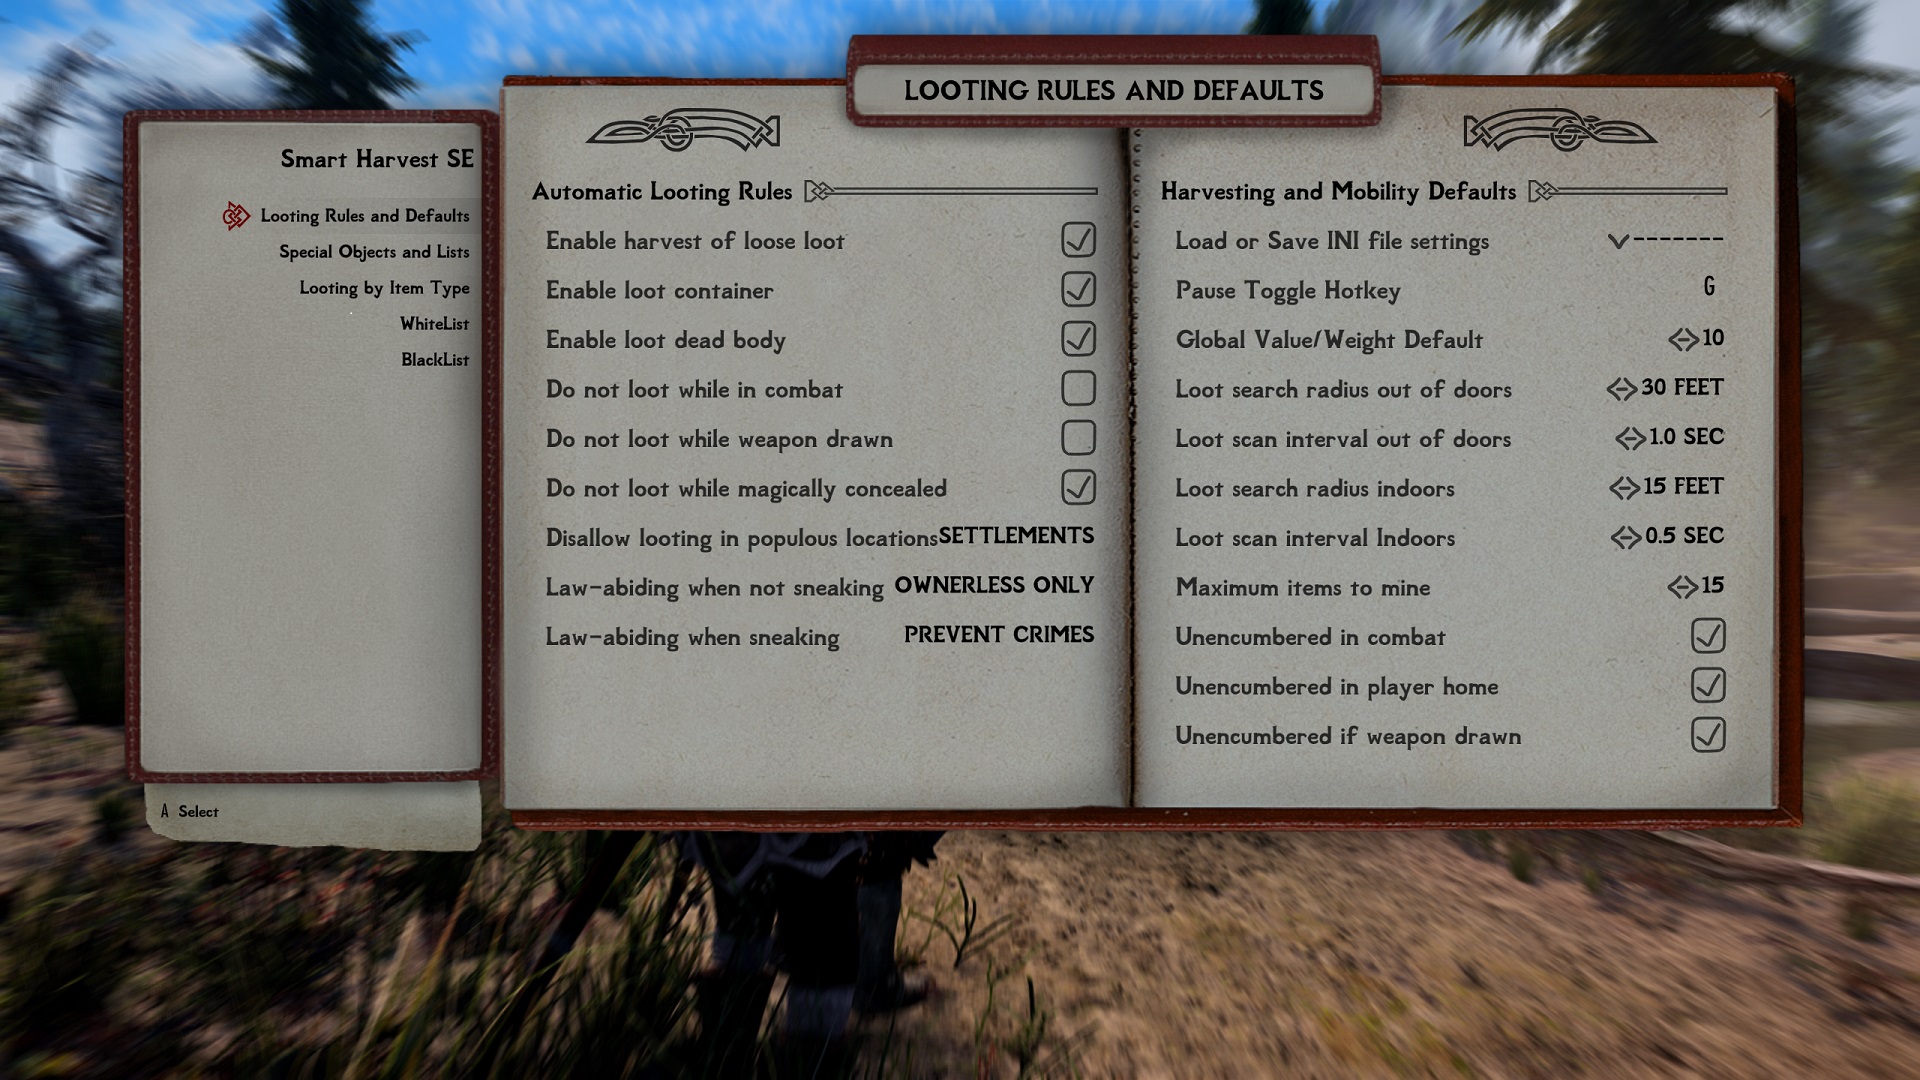 LOOTING RULES AND DEFAULTS
Smart Harvest SE
Looting Rules and Defaults
Special Objects and Lists
Looting by Item Type
WhiteList
BlackList
A Select
Automatic Looting Rules
Enable harvest of loose loot
Enable loot container
Enable loot dead body
Do not loot while in combat
Do not loot while weapon drawn
Do not loot while magically concealed
Disallow looting in populous locations SETTLEMENTS
Law-abiding when not sneaking OWNERLESS ONLY
Law-abiding when sneaking PREVENT CRIMES
Harvesting and Mobility Defaults
Load or Save INI file settings -------
Pause Toggle Hotkey G
Global Value/Weight Default 10
Loot search radius out of doors 30 FEET
Loot scan interval out of doors 1.0 SEC
Loot search radius indoors 15 FEET
Loot scan interval Indoors 0.5 SEC
Maximum items to mine 15
Unencumbered in combat
Unencumbered in player home
Unencumbered if weapon drawn